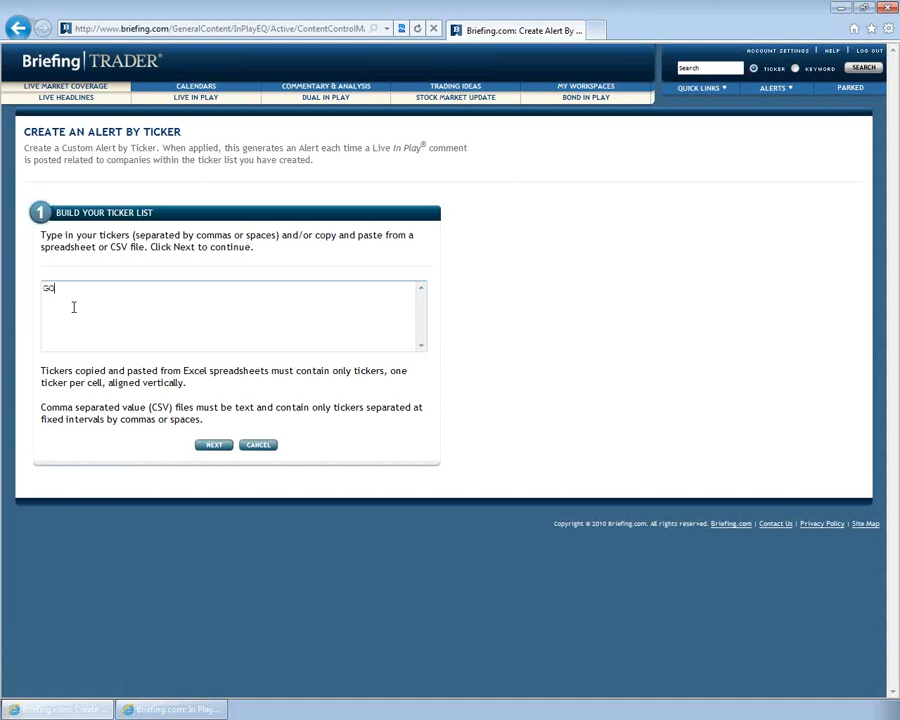 http://www.briefing.com/GeneralContent/InPlayEQ/Active/ContentControlM
Briefing.com: Create Alert By ...
Briefing TRADER®
ACCOUNT SETTINGS | HELP | LOG OUT
Search TICKER KEYWORD SEARCH
LIVE MARKET COVERAGE CALENDARS COMMENTARY & ANALYSIS TRADING IDEAS MY WORKSPACES QUICK LINKS ALERTS PARKED
LIVE HEADLINES LIVE IN PLAY DUAL IN PLAY STOCK MARKET UPDATE BOND IN PLAY
CREATE AN ALERT BY TICKER
Create a Custom Alert by Ticker. When applied, this generates an Alert each time a Live In Play® comment
is posted related to companies within the ticker list you have created.
1 BUILD YOUR TICKER LIST
Type in your tickers (separated by commas or spaces) and/or copy and paste from a
spreadsheet or CSV file. Click Next to continue.
GO
Tickers copied and pasted from Excel spreadsheets must contain only tickers, one
ticker per cell, aligned vertically.
Comma separated value (CSV) files must be text and contain only tickers separated at
fixed intervals by commas or spaces.
NEXT CANCEL
Copyright © 2010 Briefing.com. All rights reserved. Briefing.com | Contact Us | Privacy Policy | Site Map
Briefing.com: Create ... Briefing.com: In Play...